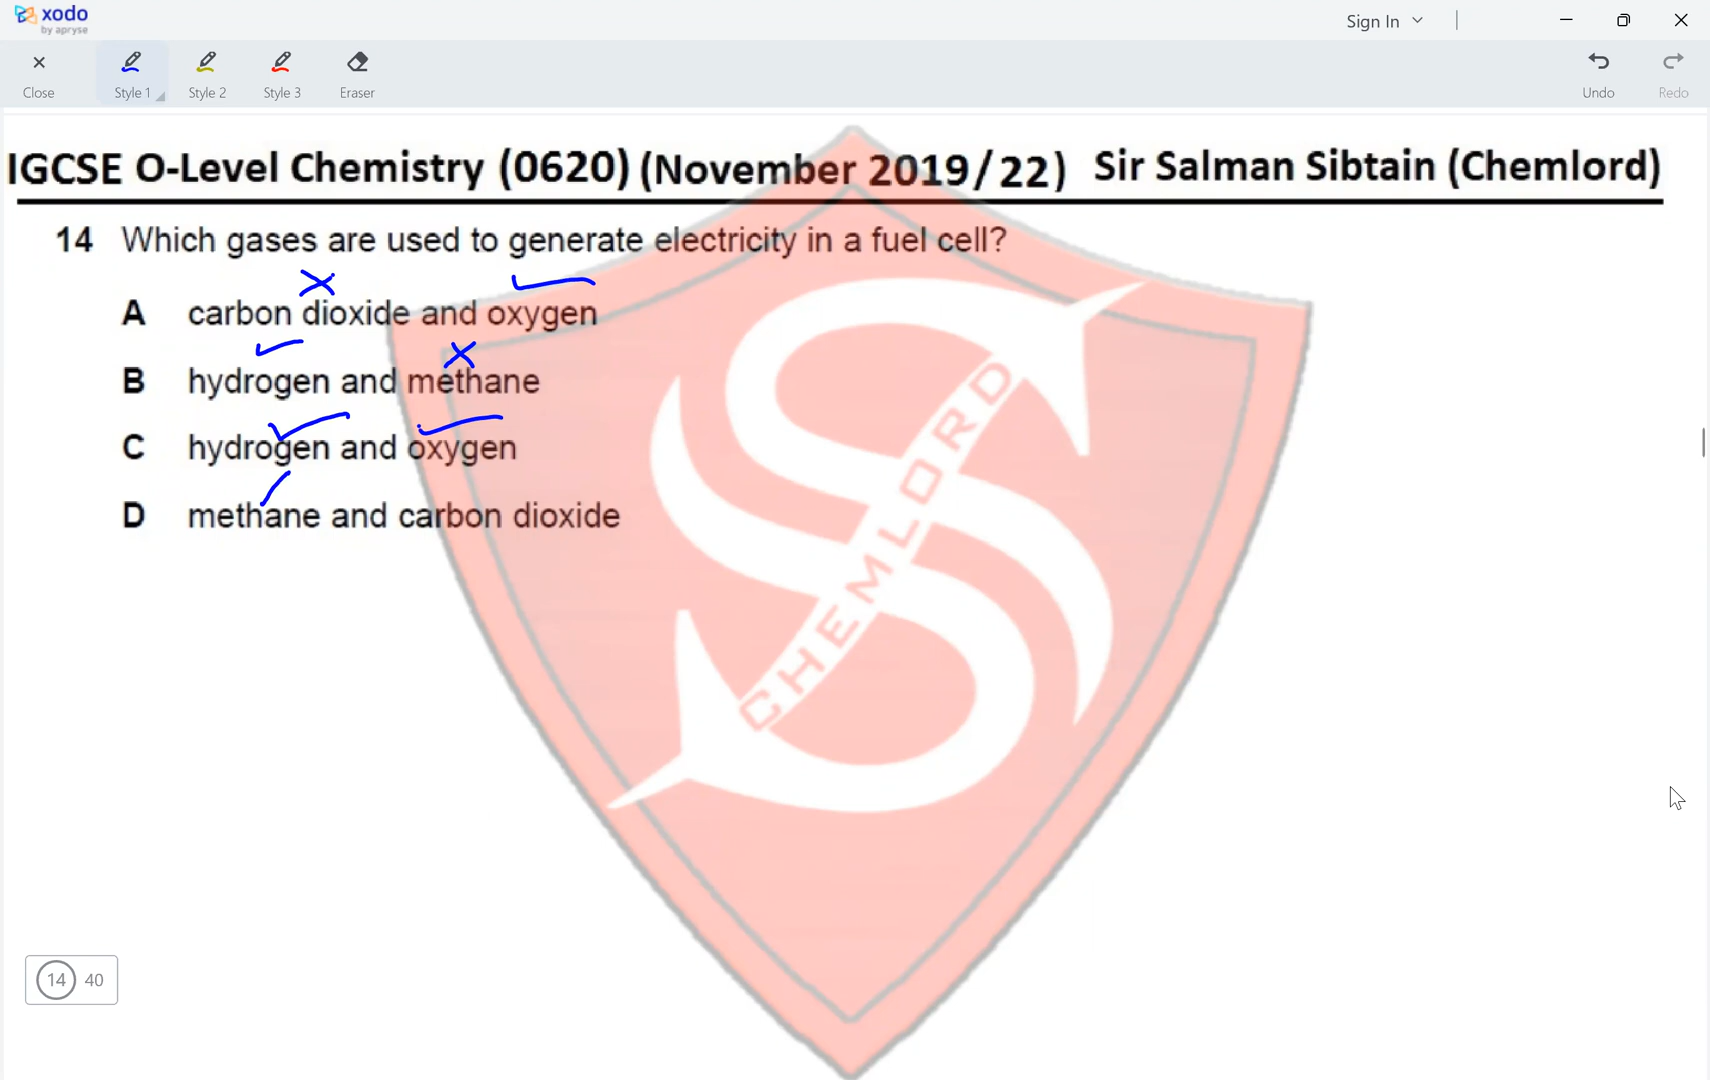 xodo
by apryse
Sign In
Close
Style 1
Style 2
Style 3
Eraser
Undo
Redo
IGCSE O-Level Chemistry (0620) (November 2019/22) Sir Salman Sibtain (Chemlord)
14 Which gases are used to generate electricity in a fuel cell?
A carbon dioxide and oxygen
B hydrogen and methane
C hydrogen and oxygen
D methane and carbon dioxide
CHEMLORD
14 40